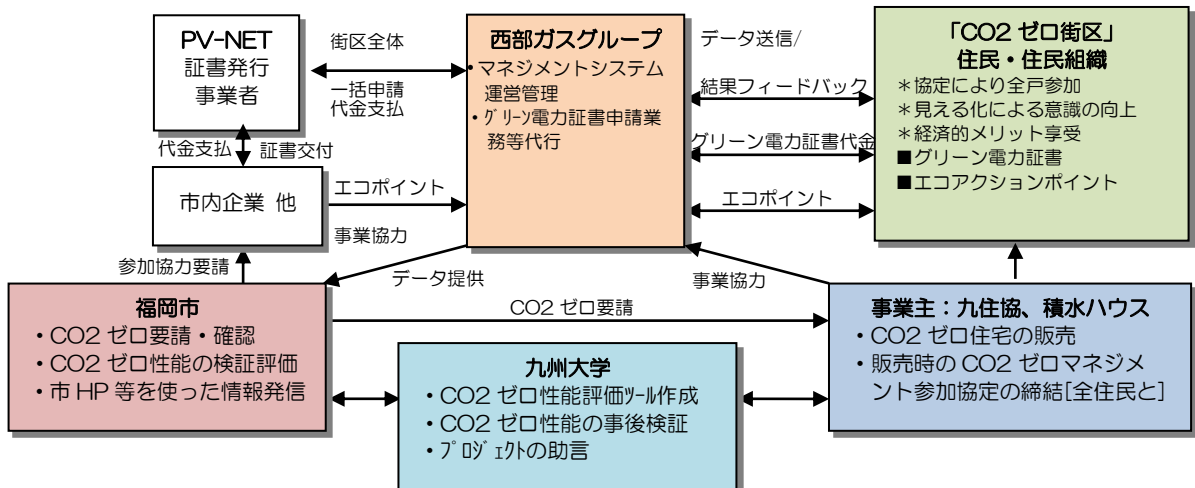 PV-NET
証書発行
事業者
街区全体
一括申請
代金支払
西部ガスグループ
・マネジメントシステム
運営管理
・グリーン電力証書申請業
務等代行
データ送信/
結果フィードバック
グリーン電力証書代金
エコポイント
「CO2 ゼロ街区」
住民・住民組織
＊協定により全戸参加
＊見える化による意識の向上
＊経済的メリット享受
■グリーン電力証書
■エコアクションポイント
代金支払
証書交付
市内企業 他
エコポイント
事業協力
参加協力要請
データ提供
事業協力
福岡市
・CO2 ゼロ要請・確認
・CO2 ゼロ性能の検証評価
・市 HP 等を使った情報発信
CO2 ゼロ要請
九州大学
・CO2 ゼロ性能評価ツール作成
・CO2 ゼロ性能の事後検証
・プロジェクトの助言
事業主：九住協、積水ハウス
・CO2 ゼロ住宅の販売
・販売時の CO2 ゼロマネジメ
ント参加協定の締結[全住民と]